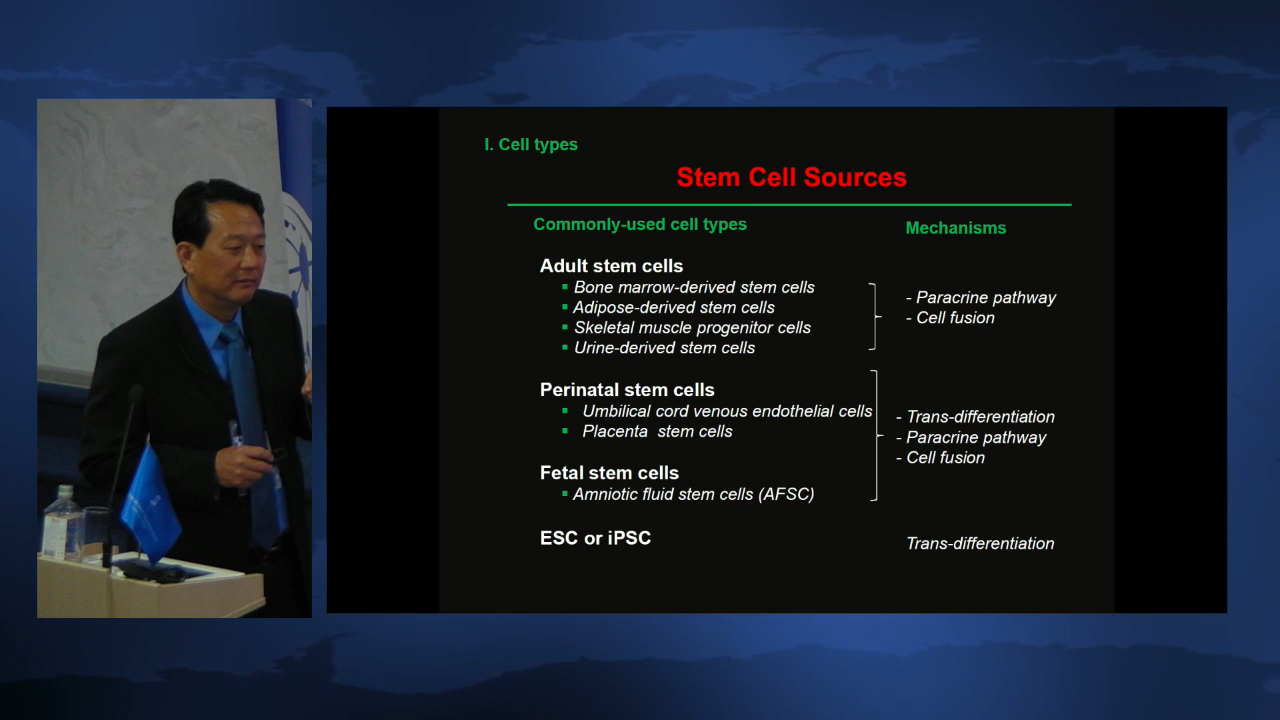 I. Cell types
Stem Cell Sources
Commonly-used cell types
Mechanisms
Adult stem cells
Bone marrow-derived stem cells
Adipose-derived stem cells
Skeletal muscle progenitor cells
Urine-derived stem cells
- Paracrine pathway
- Cell fusion
Perinatal stem cells
Umbilical cord venous endothelial cells
Placenta stem cells
Fetal stem cells
Amniotic fluid stem cells (AFSC)
- Trans-differentiation
- Paracrine pathway
- Cell fusion
ESC or iPSC
Trans-differentiation